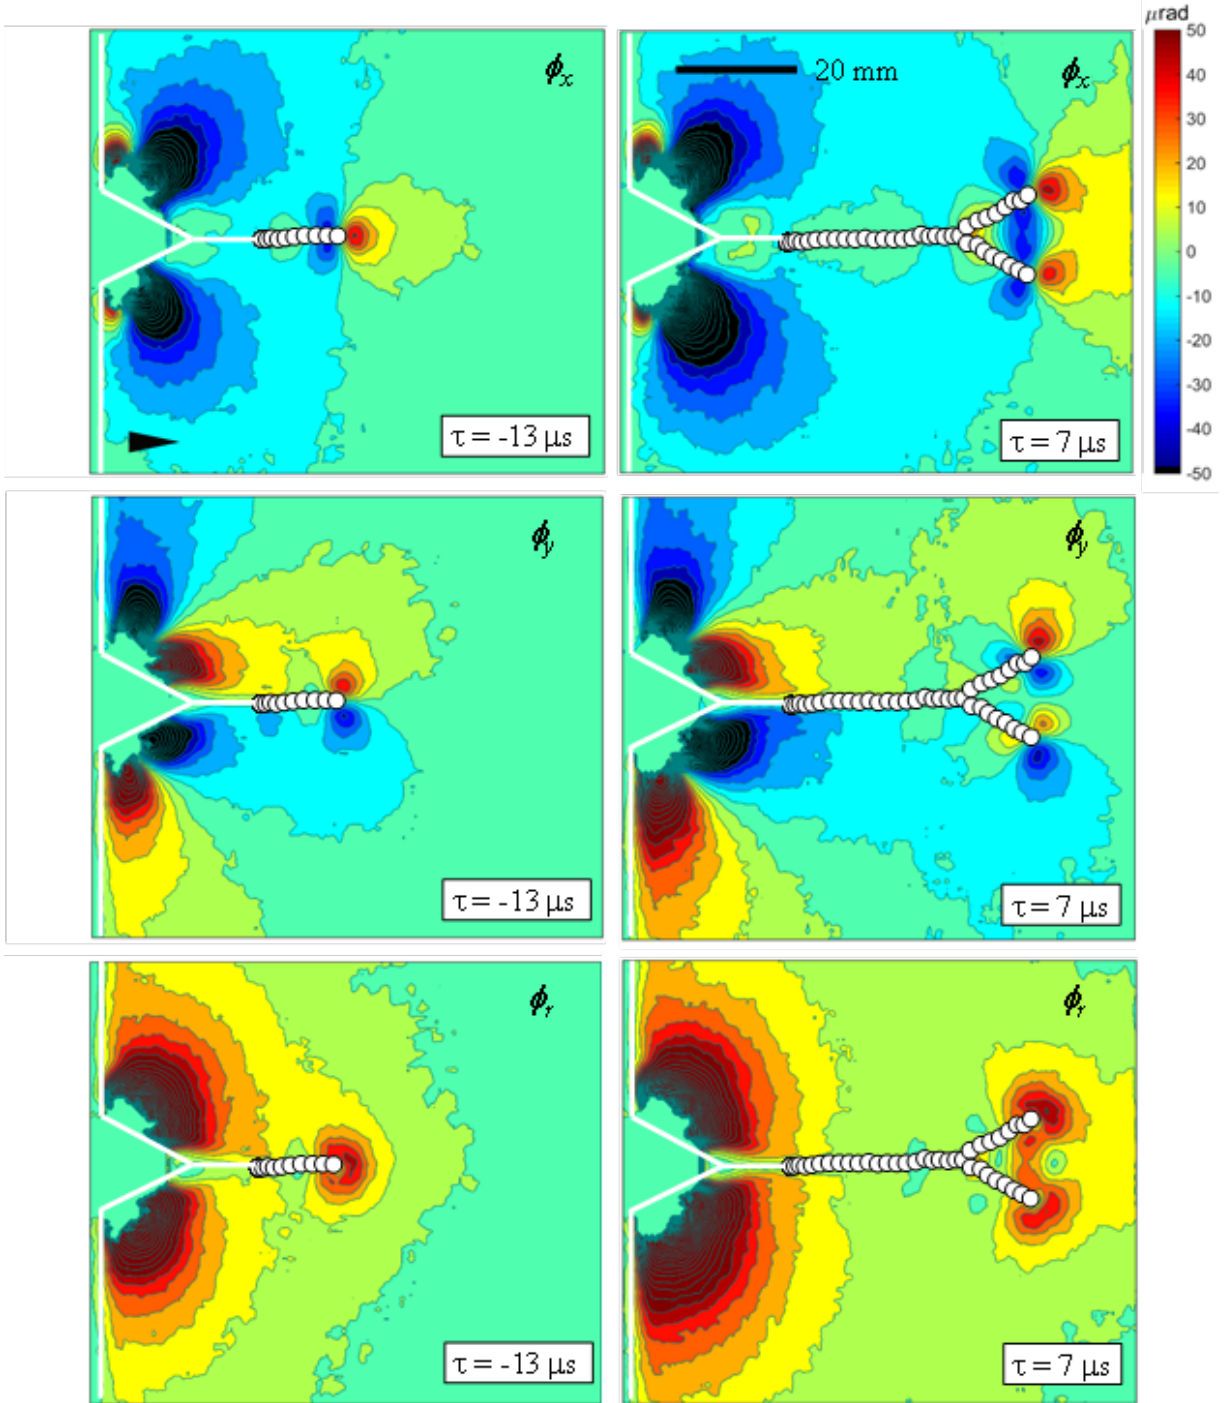 μrad
ϕx
20 mm
ϕx
50
40
30
20
10
0
-10
-20
-30
-40
-50
τ = -13 μs
τ = 7 μs
ϕy
ϕy
τ = -13 μs
τ = 7 μs
ϕr
ϕr
τ = -13 μs
τ = 7 μs